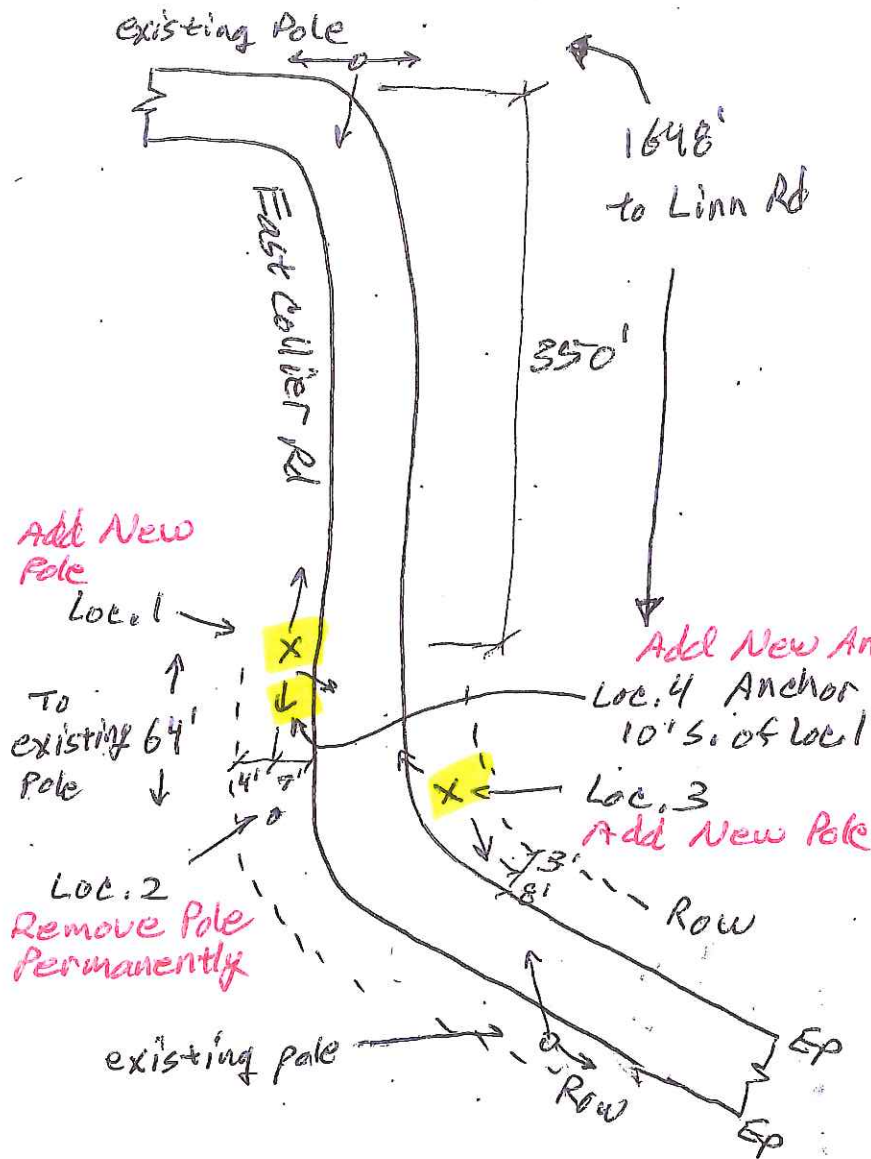 existing Pole
1648'
to Linn Rd
East Collier Rd
350'
Add New
Pole
Loc. 1
X
To
existing 64'
Pole
14' 7'
Add New An
Loc. 4 Anchor
10's. of Loc 1
X
Loc. 3
Add New Pole
Loc. 2
Remove Pole
Permanently
8'
Row
existing pole
Row
Ep
Ep